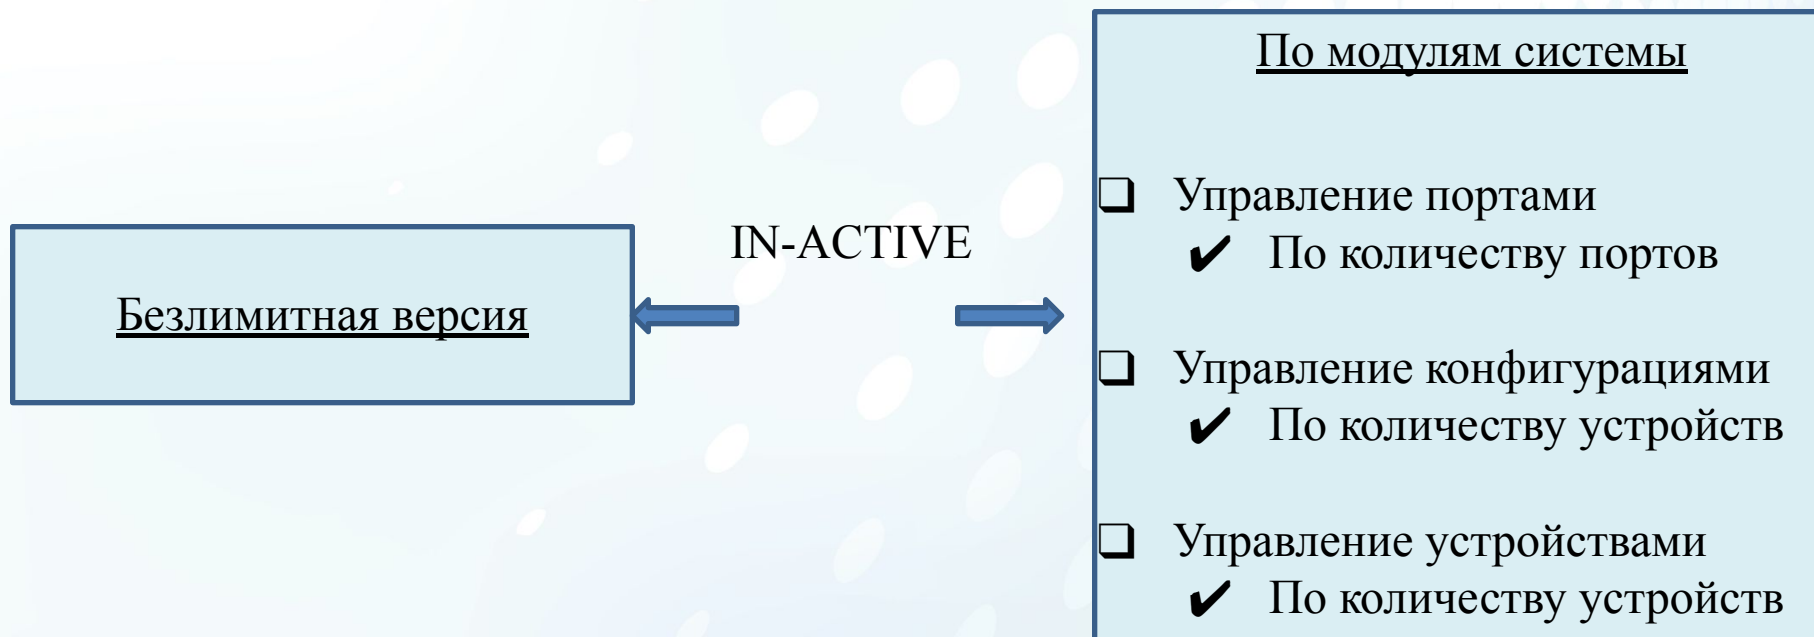 По модулям системы
❑ Управление портами
✔ По количеству портов
IN-ACTIVE
Безлимитная версия
❑ Управление конфигурациями
✔ По количеству устройств
❑ Управление устройствами
✔ По количеству устройств